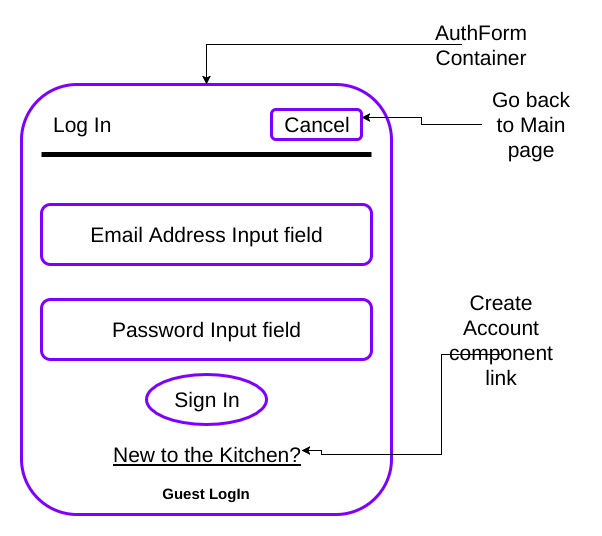 AuthForm
Container
Go back
to Main
page
Log In
Cancel
Email Address Input field
Password Input field
Create
Account
component
link
Sign In
New to the Kitchen?
Guest LogIn